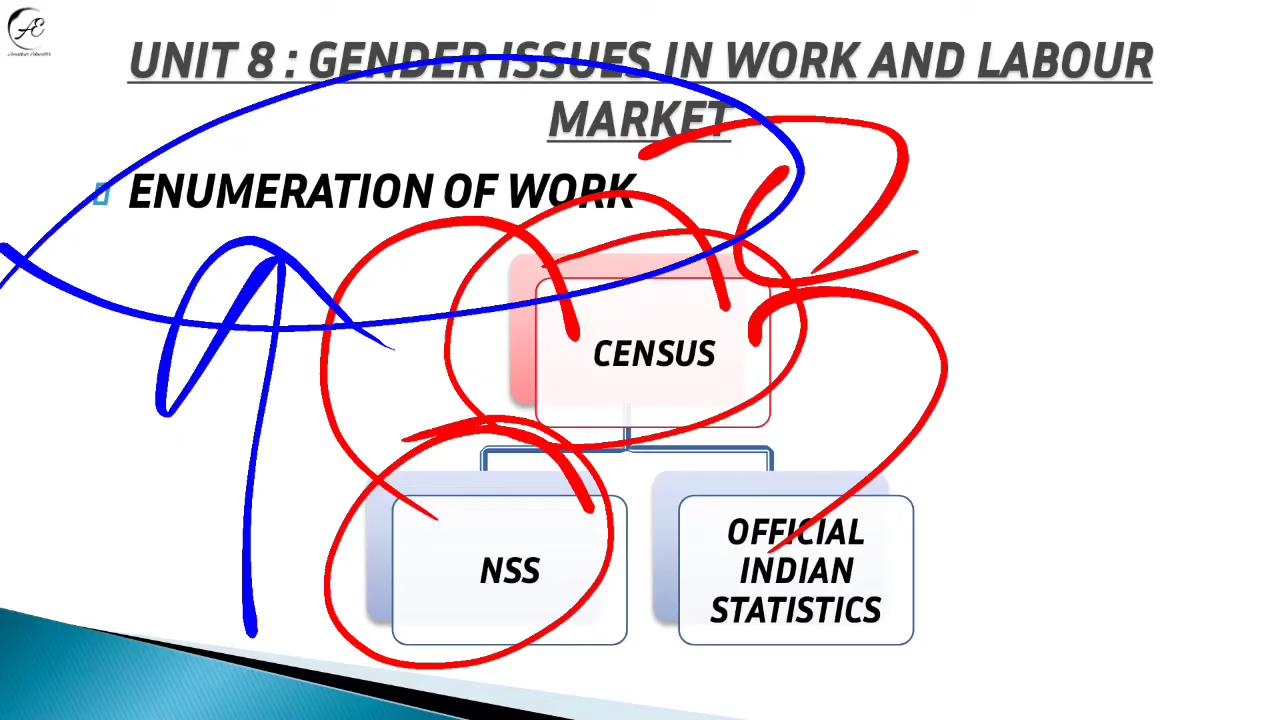 UNIT 8 : GENDER ISSUES IN WORK AND LABOUR
MARKET
ENUMERATION OF WORK
CENSUS
NSS
OFFICIAL
INDIAN
STATISTICS